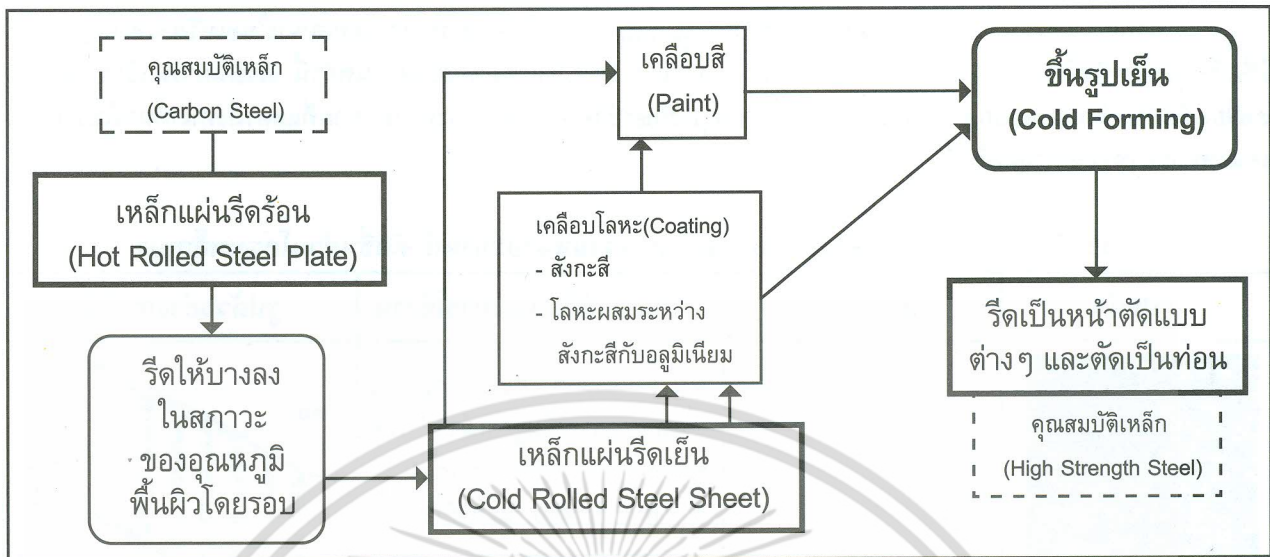 คุณสมบัติเหล็ก
(Carbon Steel)
เหล็กแผ่นรีดร้อน
(Hot Rolled Steel Plate)
รีดให้บางลง
ในสภาวะ
ของอุณหภูมิ
พื้นผิวโดยรอบ
เหล็กแผ่นรีดเย็น
(Cold Rolled Steel Sheet)
เคลือบโลหะ(Coating)
- สังกะสี
- โลหะผสมระหว่าง
สังกะสีกับอลูมิเนียม
เคลือบสี
(Paint)
ขึ้นรูปเย็น
(Cold Forming)
รีดเป็นหน้าตัดแบบ
ต่างๆ และตัดเป็นท่อน
คุณสมบัติเหล็ก
(High Strength Steel)